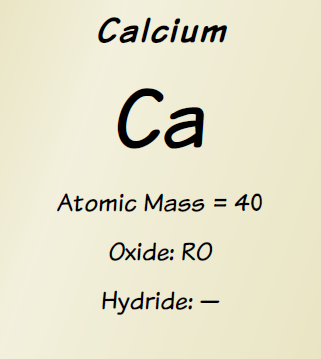 Calcium
Ca
Atomic Mass = 40
Oxide: RO
Hydride: —